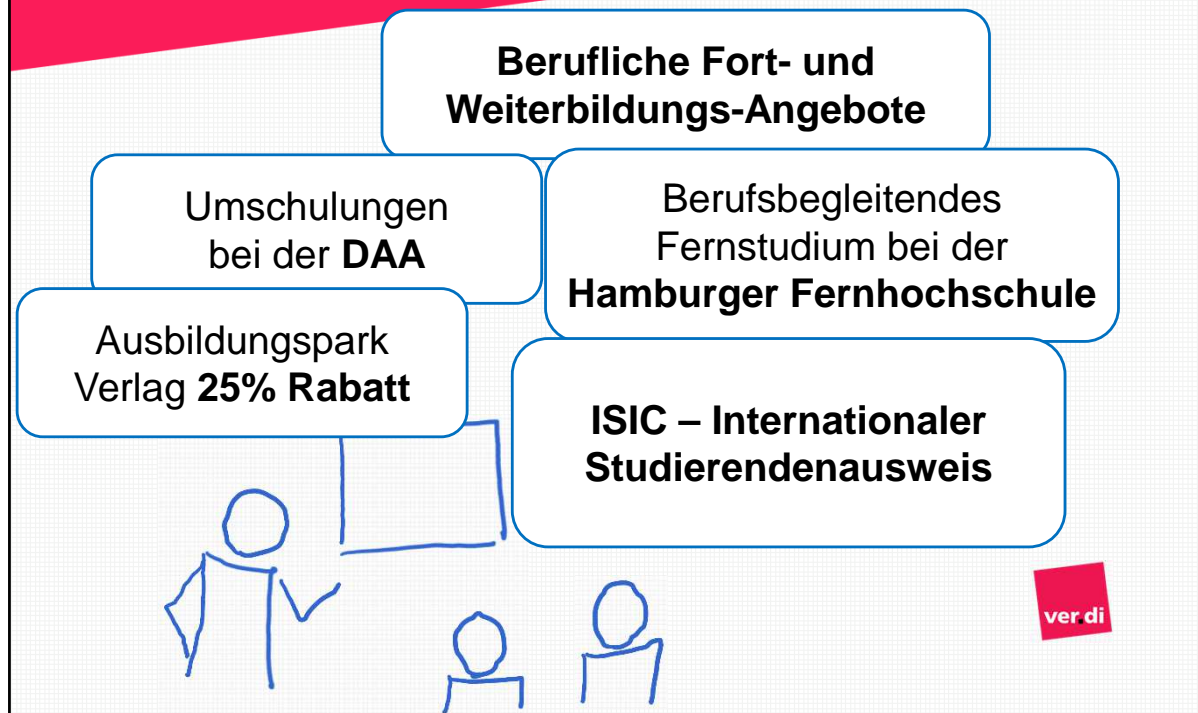 Berufliche Fort- und
Weiterbildungs-Angebote
Umschulungen
bei der DAA
Berufsbegleitendes
Fernstudium bei der
Hamburger Fernhochschule
Ausbildungspark
Verlag 25% Rabatt
ISIC – Internationaler
Studierendenausweis
ver.di